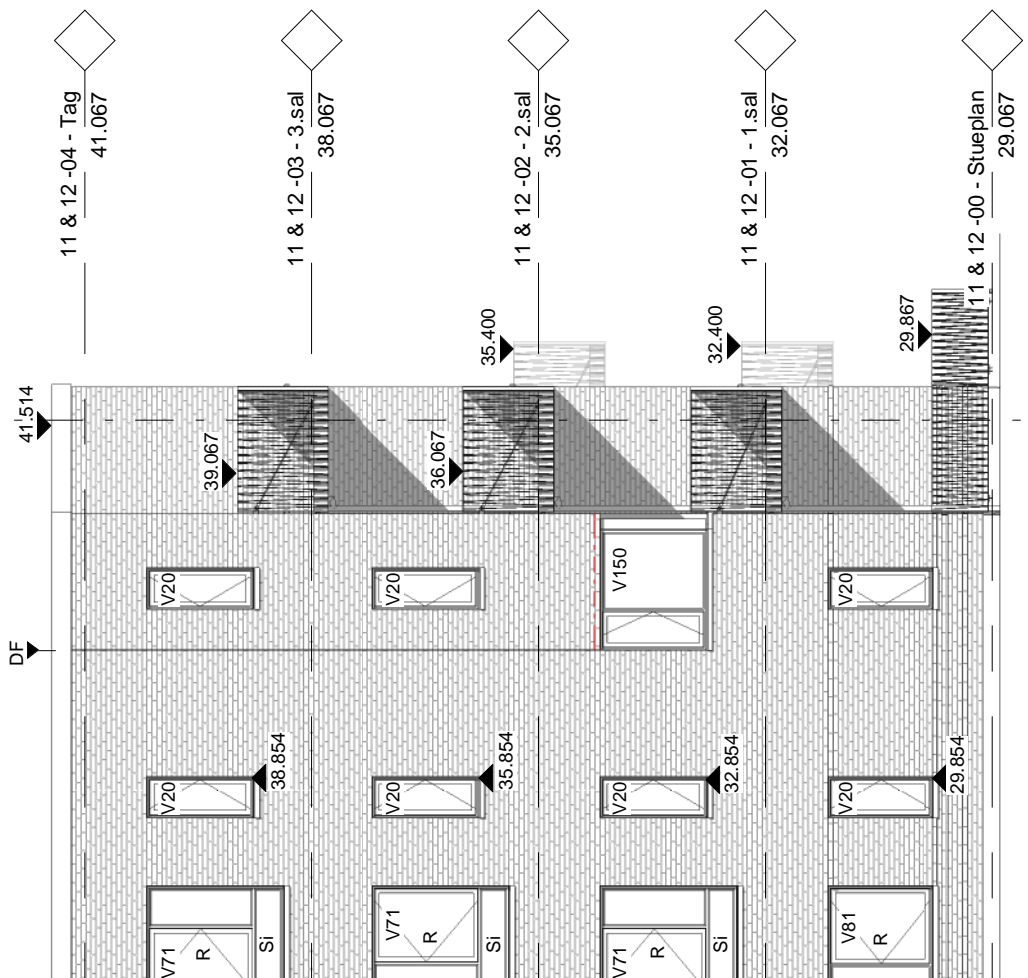 11 & 12 -04 - Tag
41.067
11 & 12 -03 - 3.sal
38.067
11 & 12 -02 - 2.sal
35.067
11 & 12 -01 - 1.sal
32.067
11 & 12 -00 - Stueplan
29.067
41.514
39.067
35.400
36.067
32.400
29.867
DF
V20
V20
V150
V20
V20
38.854
V20
35.854
V20
32.854
V20
29.854
V71
R
Si
V71
R
Si
V71
R
Si
V81
R